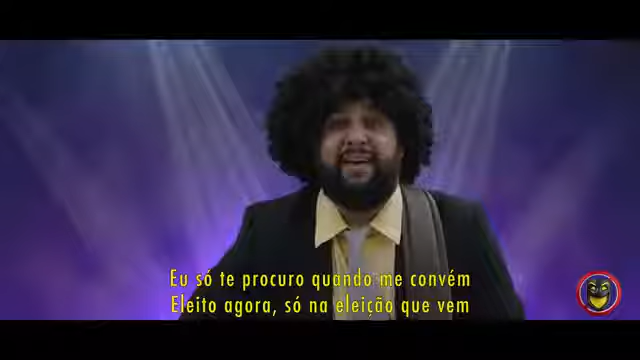 Eu só te procuro quando me convém
Eleito agora, só na eleição que vem